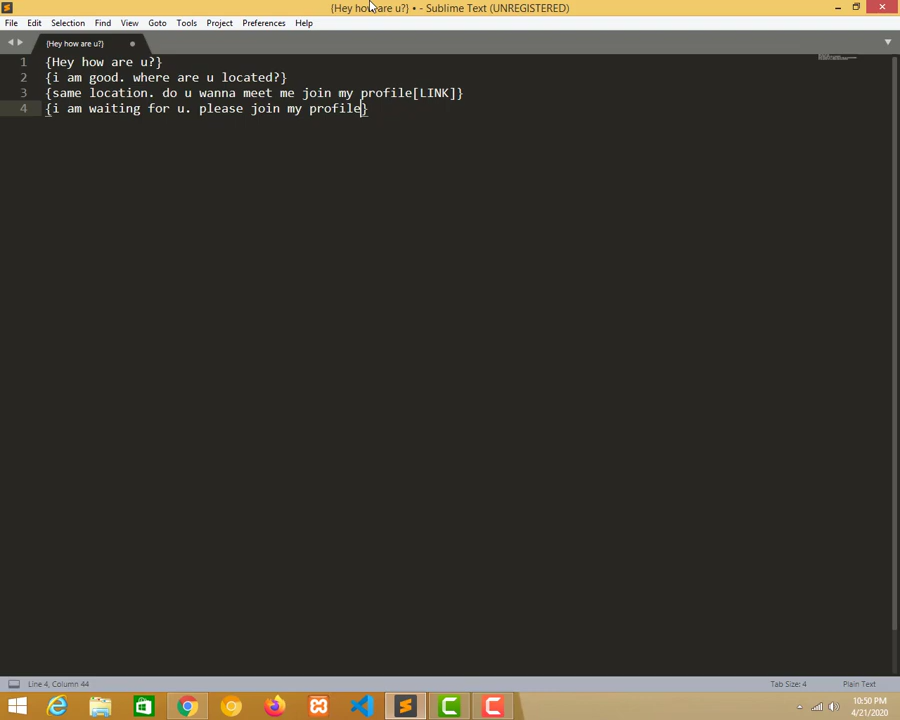 {Hey how are u?} • - Sublime Text (UNREGISTERED)
File Edit Selection Find View Goto Tools Project Preferences Help
{Hey how are u?}
1 {Hey how are u?}
2 {i am good. where are u located?}
3 {same location. do u wanna meet me join my profile[LINK]}
4 {i am waiting for u. please join my profile}
Line 4, Column 44 Tab Size: 4 Plain Text
10:50 PM
4/21/2020